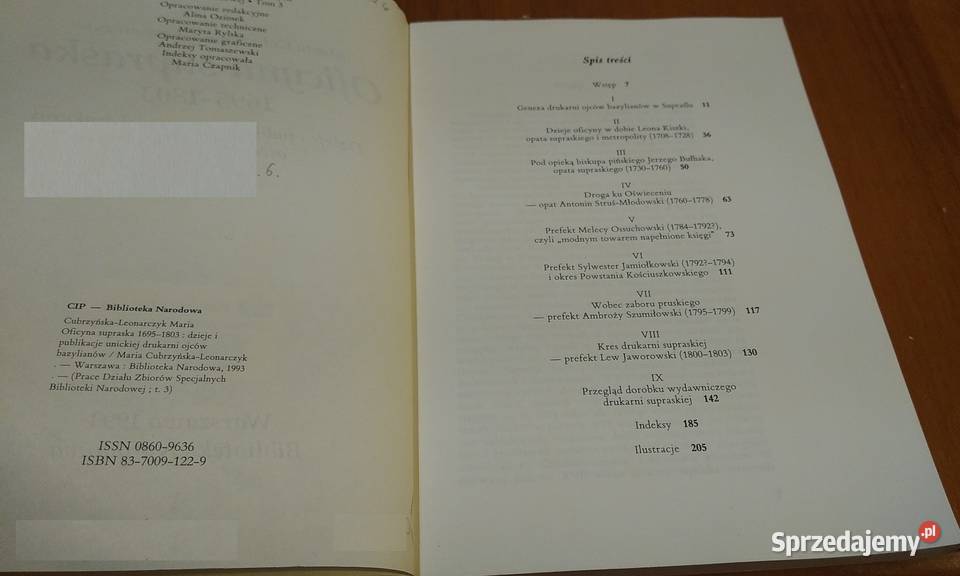 Tom 3
Opracowanie redakcyjne
Alina Ozimek
Opracowanie techniczne
Maryta Rylska
Opracowanie graficzne
Andrzej Tomaszewski
Indeksy opracowała
Maria Czapnik
6.
CIP — Biblioteka Narodowa
Cubrzyńska-Leonarczyk Maria
Oficyna supraska 1695-1803 : dzieje i
publikacje unickiej drukarni ojców
bazylianów / Maria Cubrzyńska-Leonarczyk
. — Warszawa : Biblioteka Narodowa, 1993
. — (Prace Działu Zbiorów Specjalnych
Biblioteki Narodowej ; t. 3)
ISSN 0860-9636
ISBN 83-7009-122-9
Spis treści
Wstęp 7
I
Geneza drukarni ojców bazylianów w Supraślu 11
II
Dzieje oficyny w dobie Leona Kiszki,
opata supraskiego i metropolity (1708-1728) 36
III
Pod opieką biskupa pińskiego Jerzego Bułhaka,
opata supraskiego (1730-1760) 50
IV
Droga ku Oświeceniu
— opat Antonin Struś-Młodowski (1760-1778) 63
V
Prefekt Melecy Ossuchowski (1784-1792?),
czyli „modnym towarem napełnione księgi” 73
VI
Prefekt Sylwester Jamiołkowski (1792?-1794)
i okres Powstania Kościuszkowskiego 111
VII
Wobec zaboru pruskiego
— prefekt Ambroży Szumiłowski (1795-1799) 117
VIII
Kres drukarni supraskiej
— prefekt Lew Jaworowski (1800-1803) 130
IX
Przegląd dorobku wydawniczego
drukarni supraskiej 142
Indeksy 185
Ilustracje 205
Sprzedajemy.pl